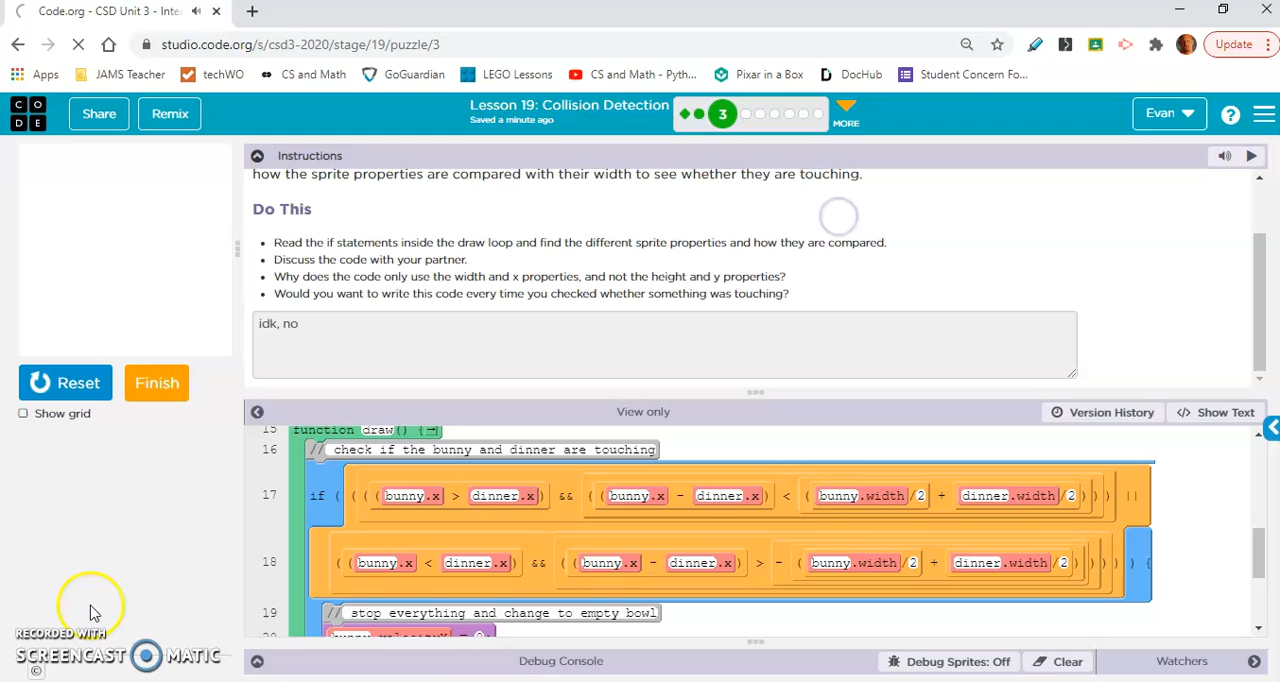 Code.org - CSD Unit 3 - Inte
studio.code.org/s/csd3-2020/stage/19/puzzle/3
Update
Apps JAMS Teacher techWO CS and Math GoGuardian LEGO Lessons CS and Math - Pyth... Pixar in a Box DocHub Student Concern Fo...
C O D E
Share
Remix
Lesson 19: Collision Detection
Saved a minute ago
3
MORE
Evan
?
Instructions
how the sprite properties are compared with their width to see whether they are touching.
Do This
• Read the if statements inside the draw loop and find the different sprite properties and how they are compared.
• Discuss the code with your partner.
• Why does the code only use the width and x properties, and not the height and y properties?
• Would you want to write this code every time you checked whether something was touching?
idk, no
Reset
Finish
Show grid
View only
Version History
</> Show Text
15 function draw() {
16 // check if the bunny and dinner are touching
17 if ( ( ( ( bunny.x > dinner.x ) && ( ( bunny.x - dinner.x ) < ( bunny.width/2 + dinner.width/2 ) ) ) ||
18 ( ( bunny.x < dinner.x ) && ( ( bunny.x - dinner.x ) > - ( bunny.width/2 + dinner.width/2 ) ) ) ) ) {
19 // stop everything and change to empty bowl
RECORDED WITH
SCREENCAST MATIC
©
Debug Console
Debug Sprites: Off
Clear
Watchers